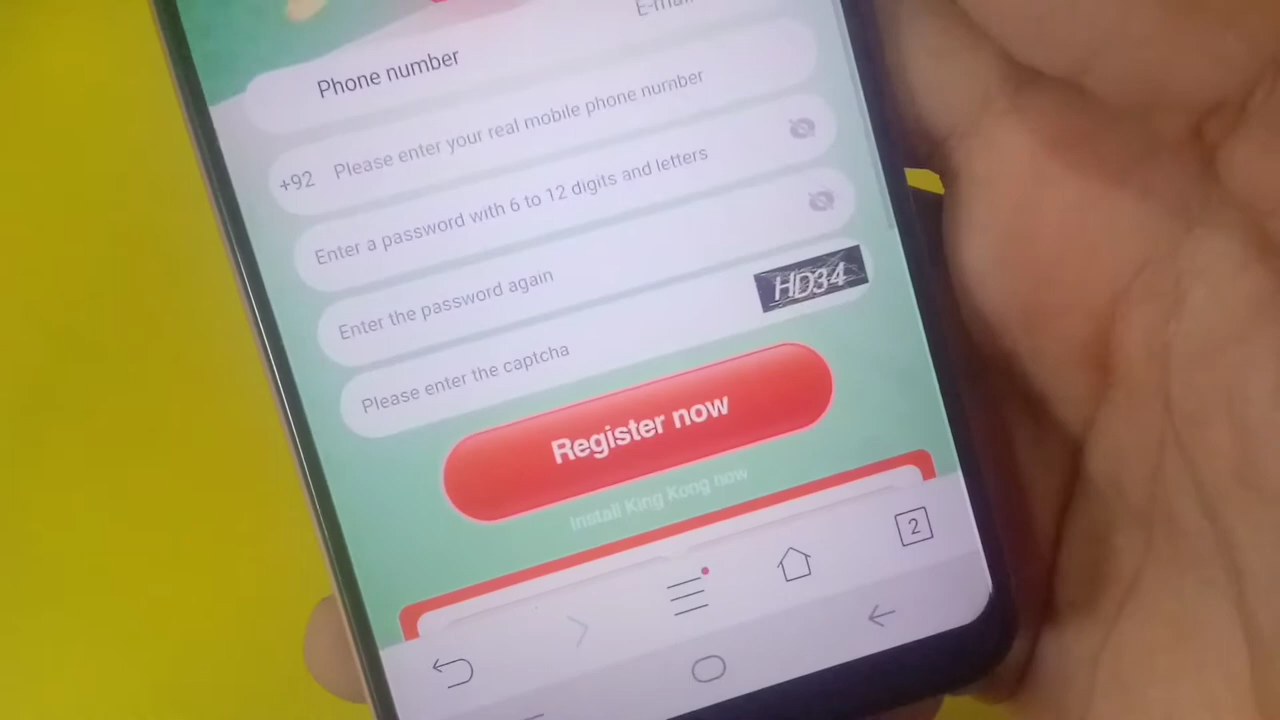 E-mail
Phone number
+92 Please enter your real mobile phone number
Enter a password with 6 to 12 digits and letters
Enter the password again
HD34
Please enter the captcha
Register now
Install King Kong now
2